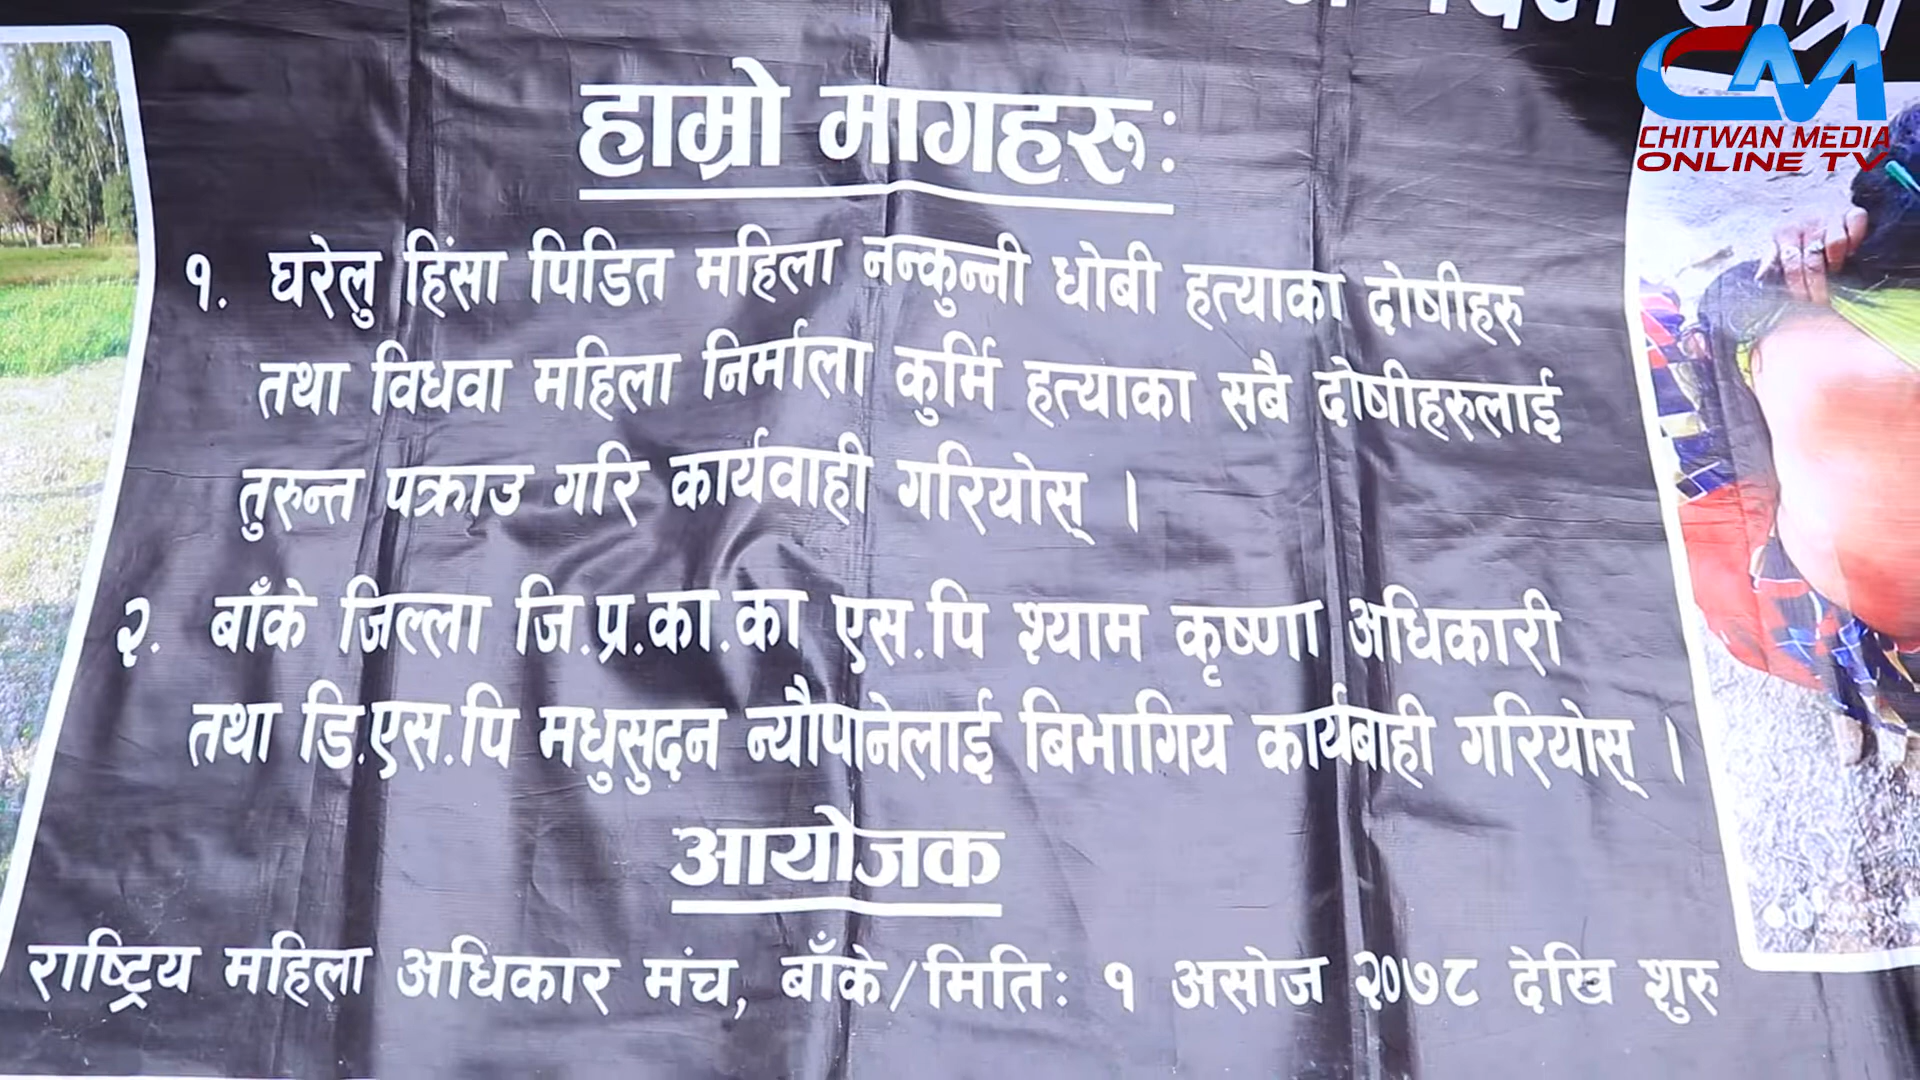 यात्रा
CM
CHITWAN MEDIA
ONLINE TV
हाम्रो मागहरू:
१. घरेलु हिंसा पिडित महिला नन्कुन्नी धोबी हत्याका दोषीहरु
तथा विधवा महिला निर्माला कुर्मि हत्याका सबै दोषीहरुलाई
तुरुन्त पक्राउ गरि कार्यवाही गरियोस् ।
२. बाँके जिल्ला जि.प्र.का.का एस.पि श्याम कृष्णा अधिकारी
तथा डि.एस.पि मधुसुदन न्यौपानेलाई बिभागिय कार्यबाही गरियोस् ।
आयोजक
राष्ट्रिय महिला अधिकार मंच, बाँके/मिति: १ असोज २०७८ देखि शुरु